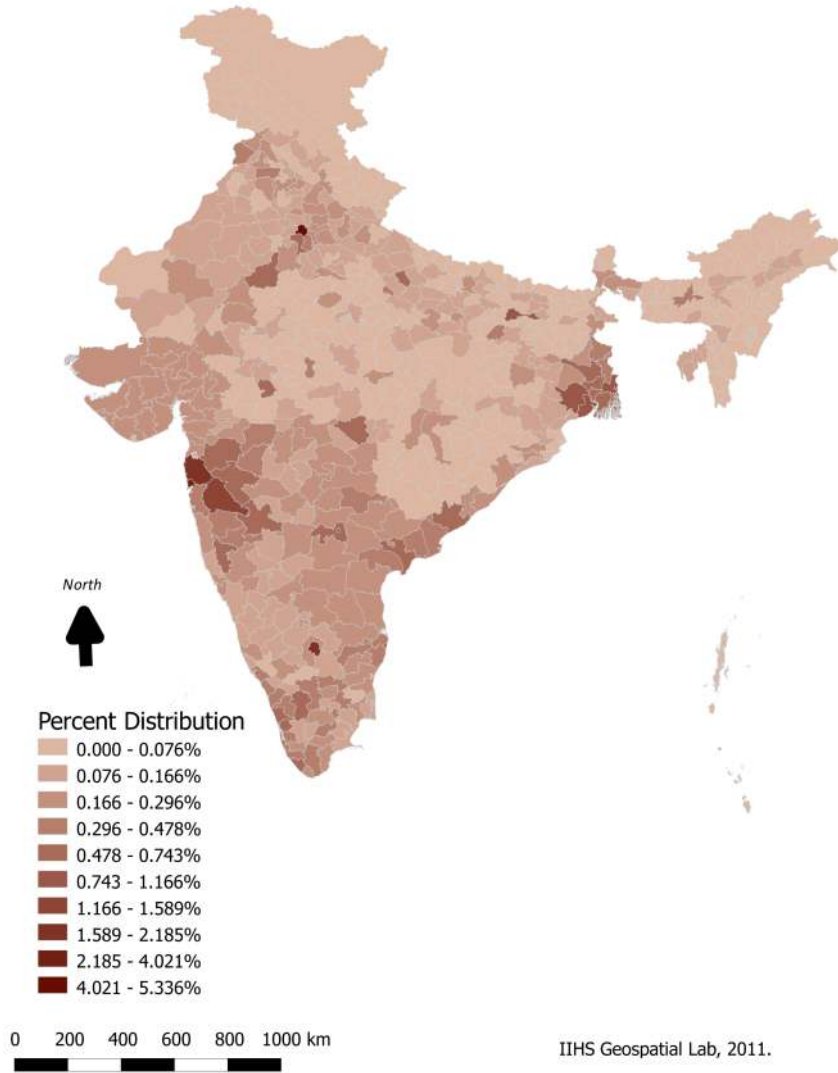 North
Percent Distribution
0.000 - 0.076%
0.076 - 0.166%
0.166 - 0.296%
0.296 - 0.478%
0.478 - 0.743%
0.743 - 1.166%
1.166 - 1.589%
1.589 - 2.185%
2.185 - 4.021%
4.021 - 5.336%
0 200 400 600 800 1000 km
IIHS Geospatial Lab, 2011.